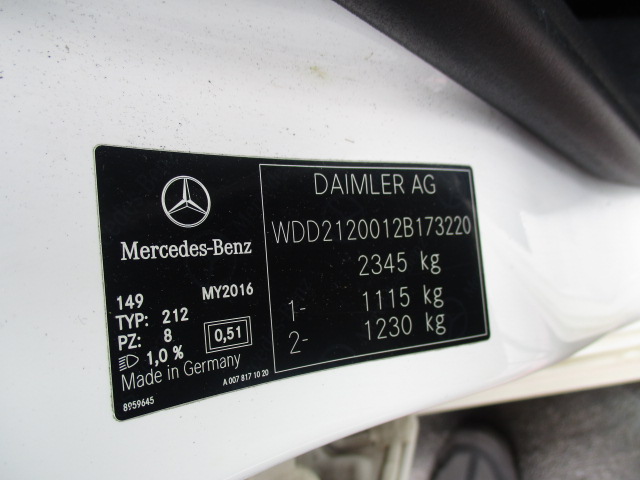 Mercedes-Benz
149 MY2016
TYP: 212
PZ: 8 0,51
1,0 %
Made in Germany
A 007 817 10 20
8959645
DAIMLER AG
WDD2120012B173220
2345 kg
1- 1115 kg
2- 1230 kg